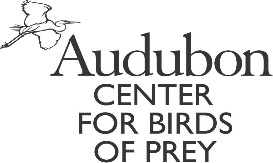 Audubon
CENTER
FOR BIRDS
OF PREY